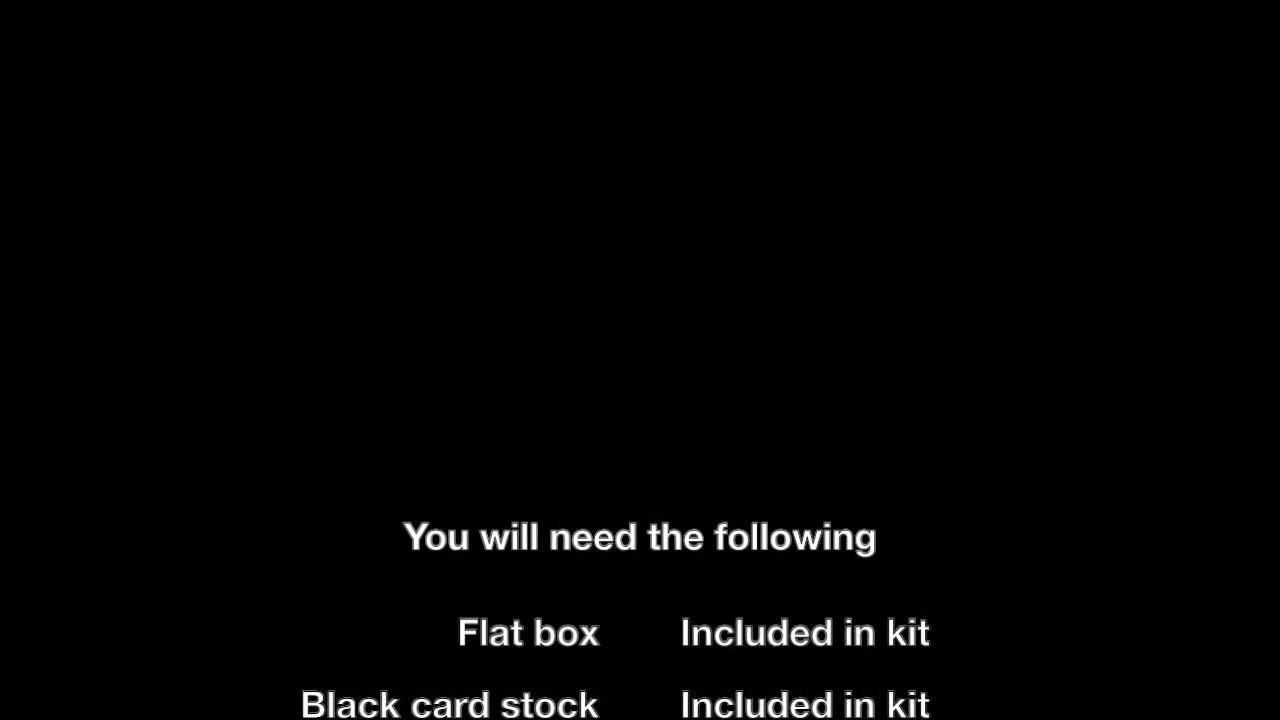 You will need the following
Flat box Included in kit
Black card stock Included in kit